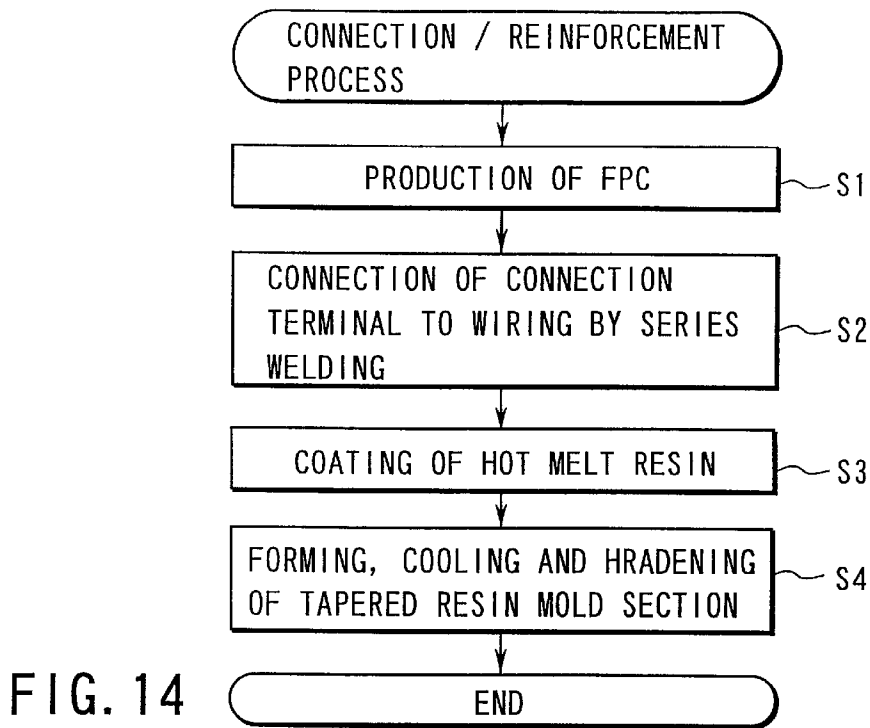 CONNECTION / REINFORCEMENT
PROCESS
PRODUCTION OF FPC
S1
CONNECTION OF CONNECTION
TERMINAL TO WIRING BY SERIES
WELDING
S2
COATING OF HOT MELT RESIN
S3
FORMING, COOLING AND HRADENING
OF TAPERED RESIN MOLD SECTION
S4
END
FIG. 14